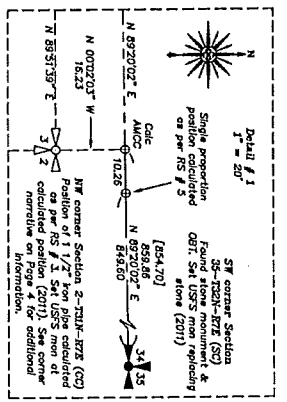 Detail # 1
1" = 20'
N
SW corner Section
35-T32N-R7E (SC)
Found stone monument &
OBT. Set USFS mon replacing
stone (2011)
Single proportion
position calculated
as per RS # 5
Calc
AMCC
[854.70]
859.86
849.60
34 35
N 89°20'02" E
10.26
N 89°20'02" E
N 00°02'03" W
15.23
N 89°57'39" E
3 2
NW corner Section 2-T31N-R7E (CC)
Position of 1 1/2" iron pipe calculated
as per RS # 3. Set USFS mon at
calculated position (2011). See corner
narrative on Page 4 for additional
information.